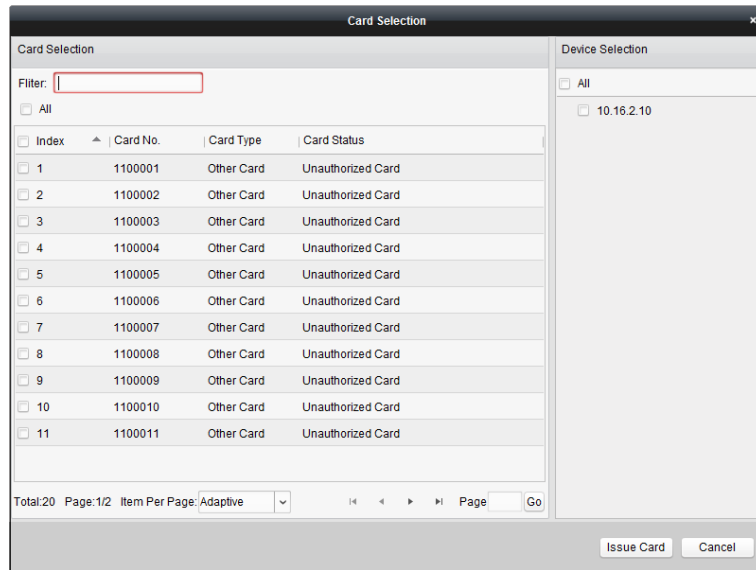 Card Selection
Card Selection
Fliter:
All
Index Card No. Card Type Card Status
1 1100001 Other Card Unauthorized Card
2 1100002 Other Card Unauthorized Card
3 1100003 Other Card Unauthorized Card
4 1100004 Other Card Unauthorized Card
5 1100005 Other Card Unauthorized Card
6 1100006 Other Card Unauthorized Card
7 1100007 Other Card Unauthorized Card
8 1100008 Other Card Unauthorized Card
9 1100009 Other Card Unauthorized Card
10 1100010 Other Card Unauthorized Card
11 1100011 Other Card Unauthorized Card
Total:20 Page:1/2 Item Per Page: Adaptive Page Go
Device Selection
All
10.16.2.10
Issue Card Cancel